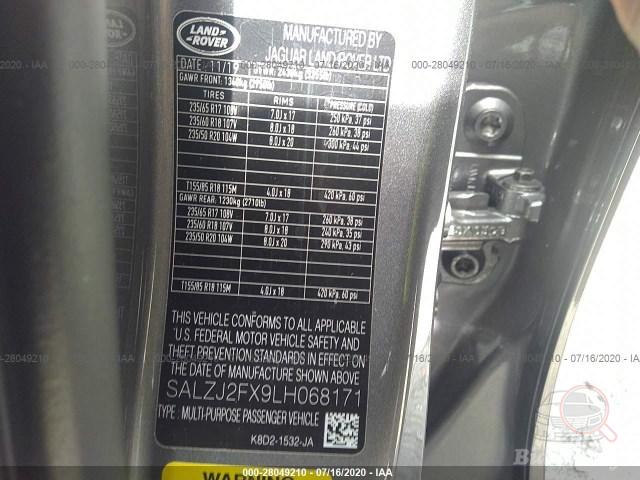 LAND
ROVER
MANUFACTURED BY
JAGUAR LAND ROVER LTD
DATE: 11/19
GAWR FRONT:
TIRES RIMS PRESSURE (COLD)
235/65 R17 108V 7.0J x 17 250 kPa, 37 psi
235/60 R18 107V 8.0J x 18 260 kPa, 38 psi
235/50 R20 104W 8.0J x 20 300 kPa, 44 psi
T155/85 R18 115M 4.0J x 18 420 kPa, 60 psi
GAWR REAR: 1230kg (2710lb)
235/65 R17 108V 7.0J x 17 260 kPa, 38 psi
235/60 R18 107V 8.0J x 18 240 kPa, 35 psi
235/50 R20 104W 8.0J x 20 290 kPa, 43 psi
T155/85 R18 115M 4.0J x 18 420 kPa, 60 psi
THIS VEHICLE CONFORMS TO ALL APPLICABLE
U.S. FEDERAL MOTOR VEHICLE SAFETY AND
THEFT PREVENTION STANDARDS IN EFFECT ON
THE DATE OF MANUFACTURE SHOWN ABOVE.
SALZJ2FX9LH068171
TYPE: MULTI-PURPOSE PASSENGER VEHICLE
K8D2-1532-JA
WARNING
000-28049210 - 07/16/2020 - IAA